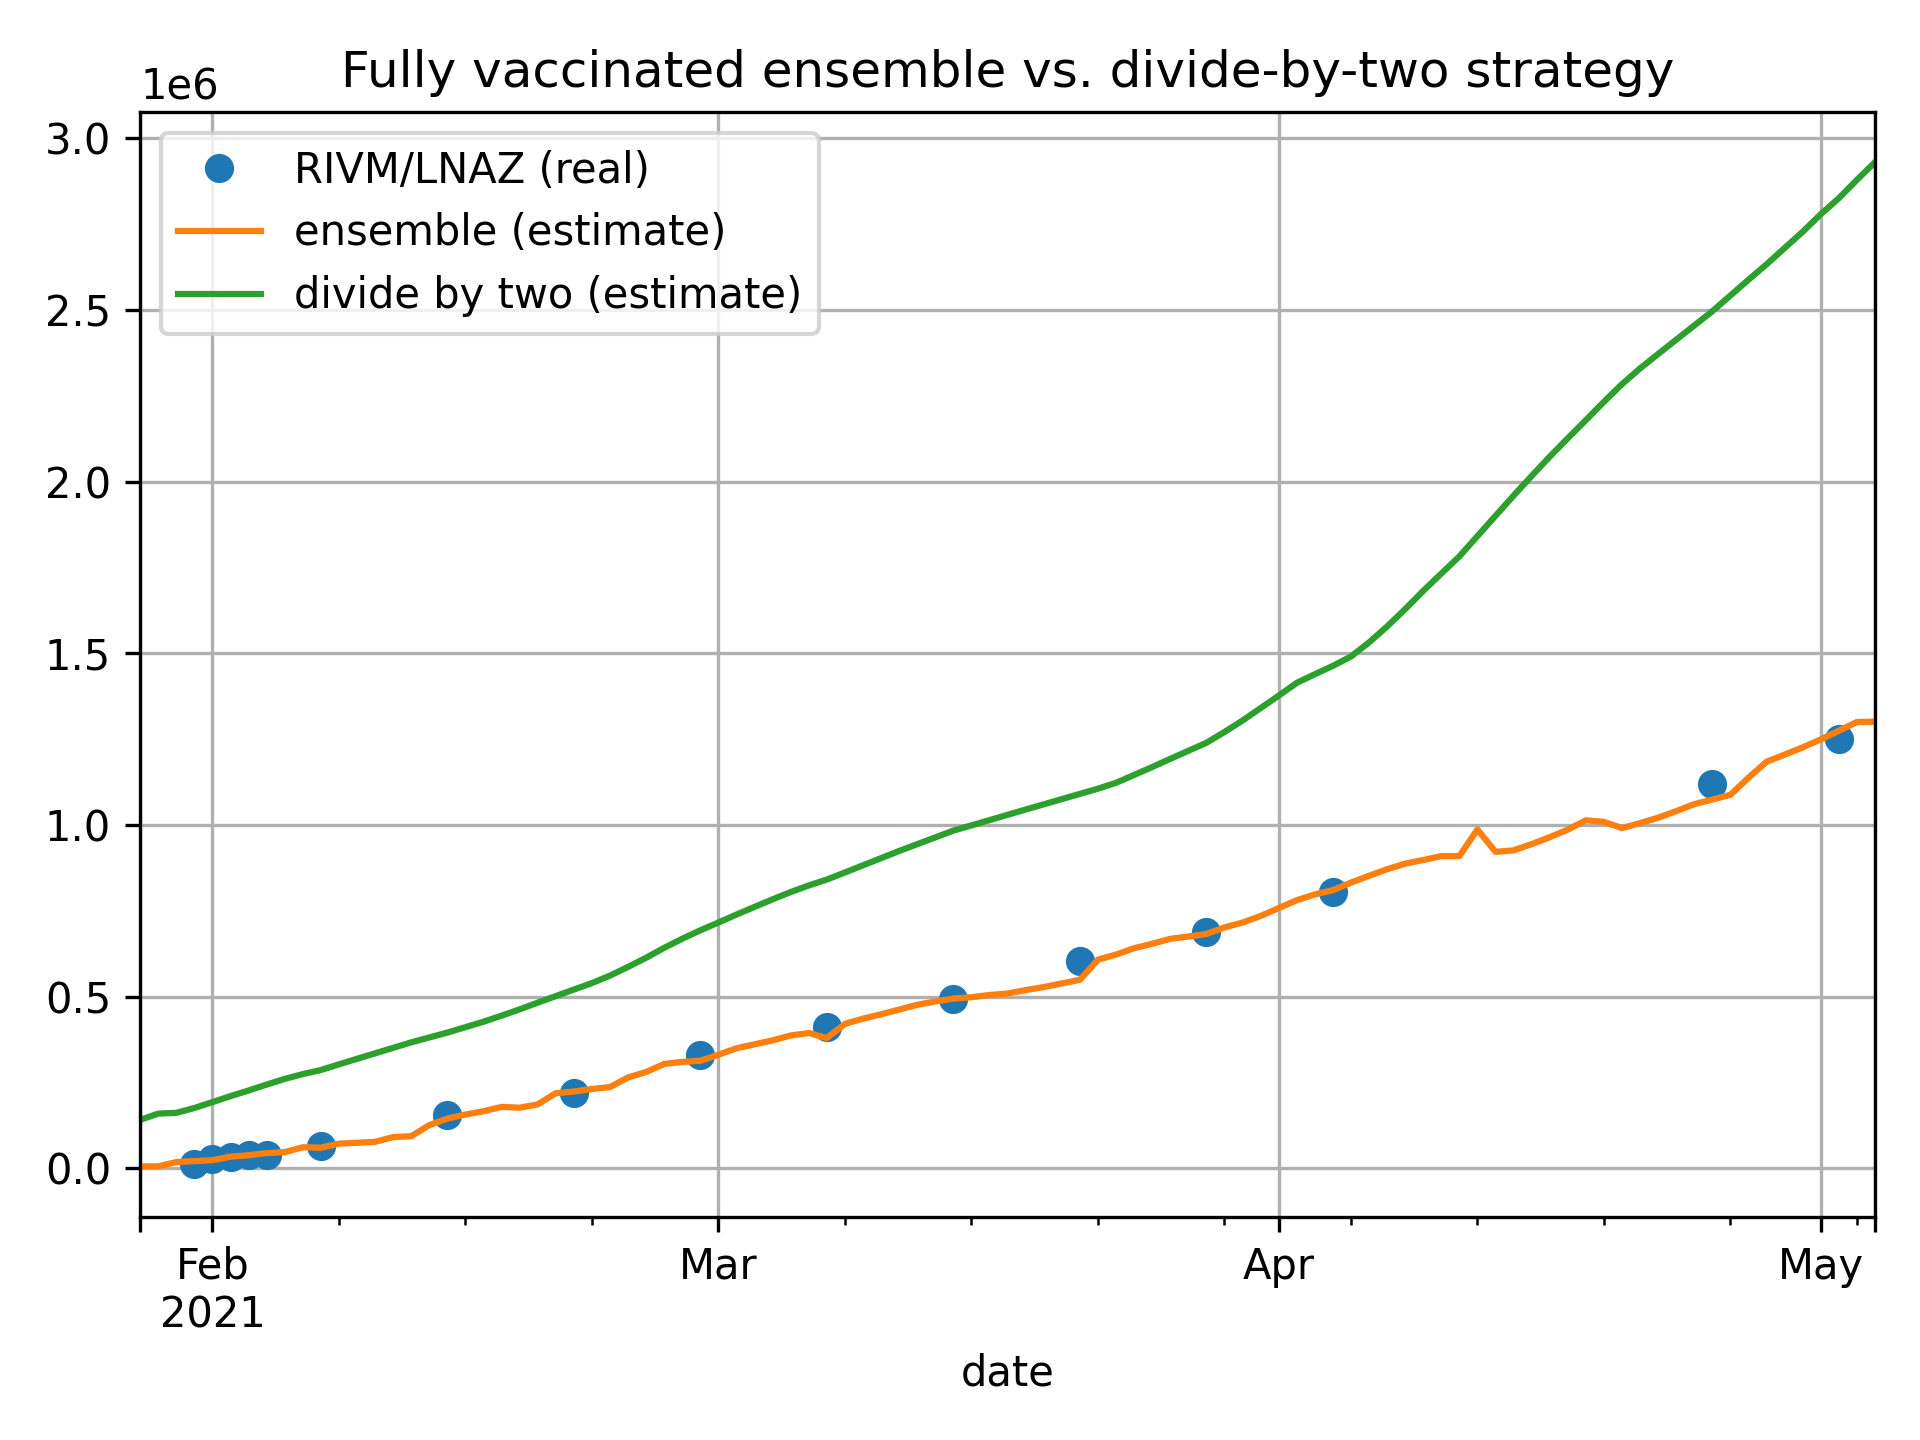 Fully vaccinated ensemble vs. divide-by-two strategy
1e6
3.0
2.5
2.0
1.5
1.0
0.5
0.0
RIVM/LNAZ (real)
ensemble (estimate)
divide by two (estimate)
Feb
2021
Mar
Apr
May
date